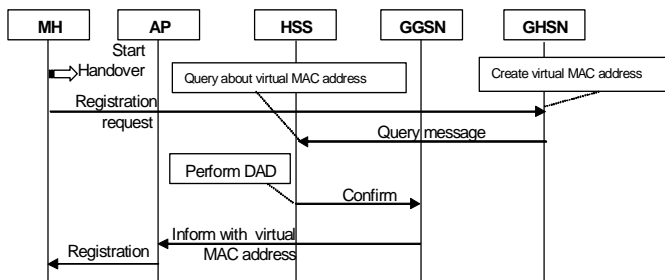 MH AP HSS GGSN GHSN
Start
Handover
Query about virtual MAC address
Create virtual MAC address
Registration
request
Query message
Perform DAD
Confirm
Inform with virtual
MAC address
Registration